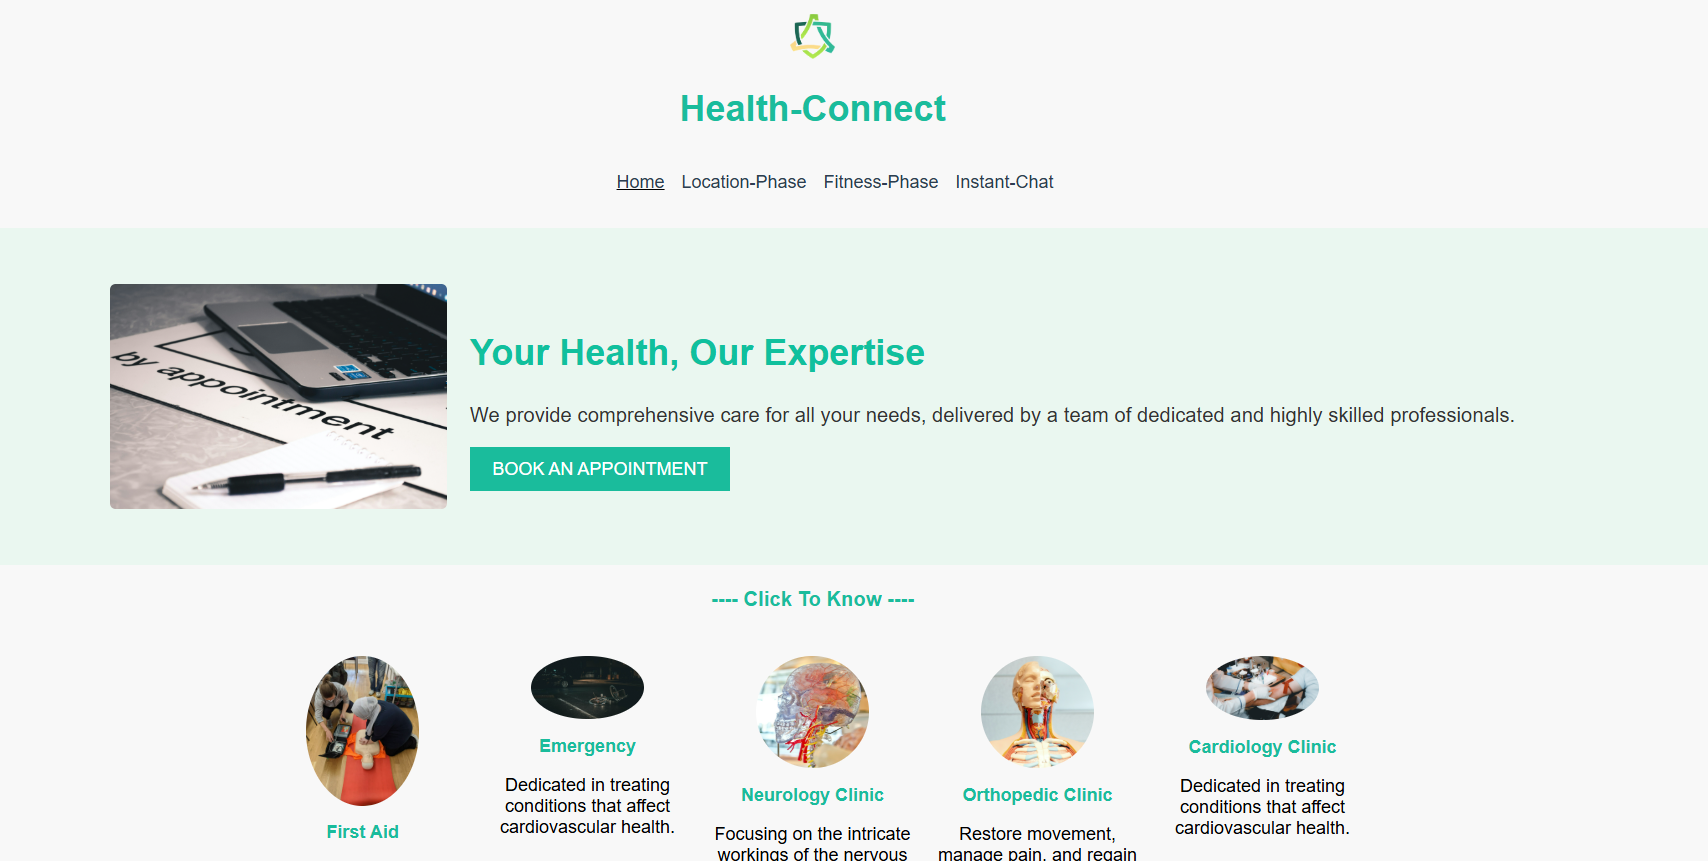 Health-Connect
Home Location-Phase Fitness-Phase Instant-Chat
by appointment
Your Health, Our Expertise
We provide comprehensive care for all your needs, delivered by a team of dedicated and highly skilled professionals.
BOOK AN APPOINTMENT
---- Click To Know ----
First Aid
Emergency
Dedicated in treating
conditions that affect
cardiovascular health.
Neurology Clinic
Focusing on the intricate
workings of the nervous
Orthopedic Clinic
Restore movement,
manage pain, and regain
Cardiology Clinic
Dedicated in treating
conditions that affect
cardiovascular health.